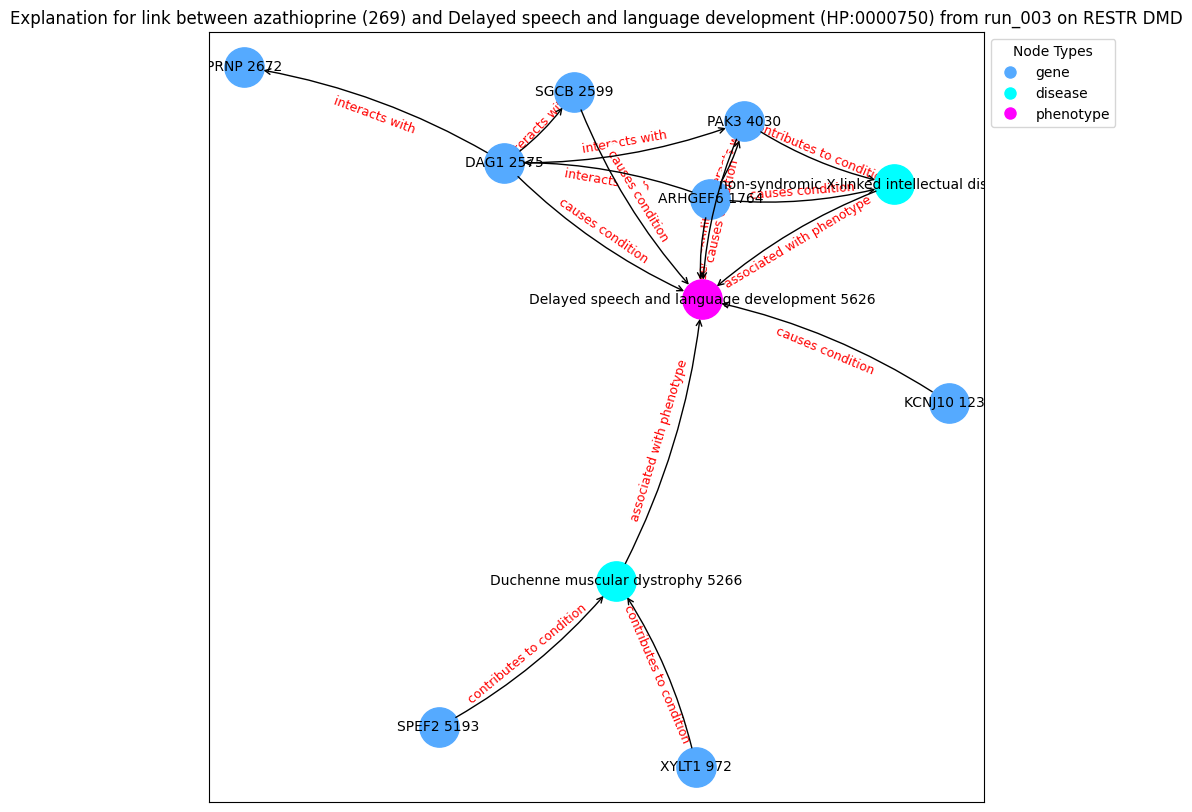 Explanation for link between azathioprine (269) and Delayed speech and language development (HP:0000750) from run_003 on RESTR DMD
Node Types
gene
disease
phenotype
PRNP 2672
interacts with
SGCB 2599
PAK3 4030
interacts with
contributes to condition
DAG1 2575
interacts
causes condition
non-syndromic X-linked intellectual dis
causes condition
ARHGEF6 1764
causes condition
causes
associated with phenotype
Delayed speech and language development 5626
causes condition
KCNJ10 123
associated with phenotype
Duchenne muscular dystrophy 5266
contributes to condition
contributes to condition
SPEF2 5193
XYLT1 972